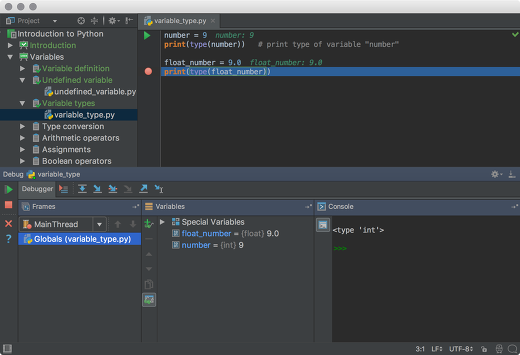 Project
variable_type.py ×
Introduction to Python
Introduction
Variables
Variable definition
Undefined variable
undefined_variable.py
Variable types
variable_type.py
Type conversion
Arithmetic operators
Assignments
Boolean operators
number = 9 number: 9
print(type(number)) # print type of variable "number"
float_number = 9.0 float_number: 9.0
print(type(float_number))
Debug variable_type
Debugger
Frames
MainThread
Globals (variable_type.py)
Variables
Special Variables
float_number = {float} 9.0
number = {int} 9
Console
<type 'int'>
>>>
3:1 LF÷ UTF-8÷